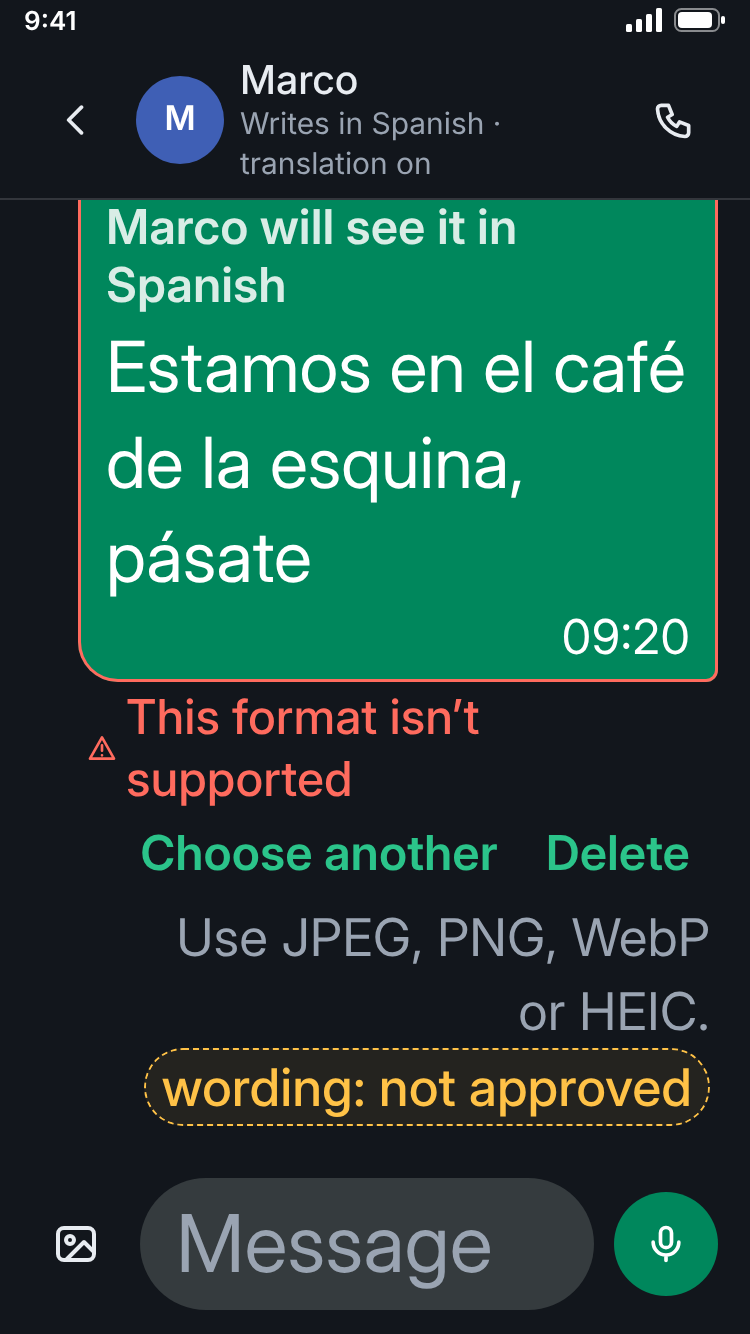 9:41
M
Marco
Writes in Spanish ·
translation on
Marco will see it in
Spanish
Estamos en el café
de la esquina,
pásate
09:20
This format isn’t
supported
Choose another
Delete
Use JPEG, PNG, WebP
or HEIC.
wording: not approved
Message